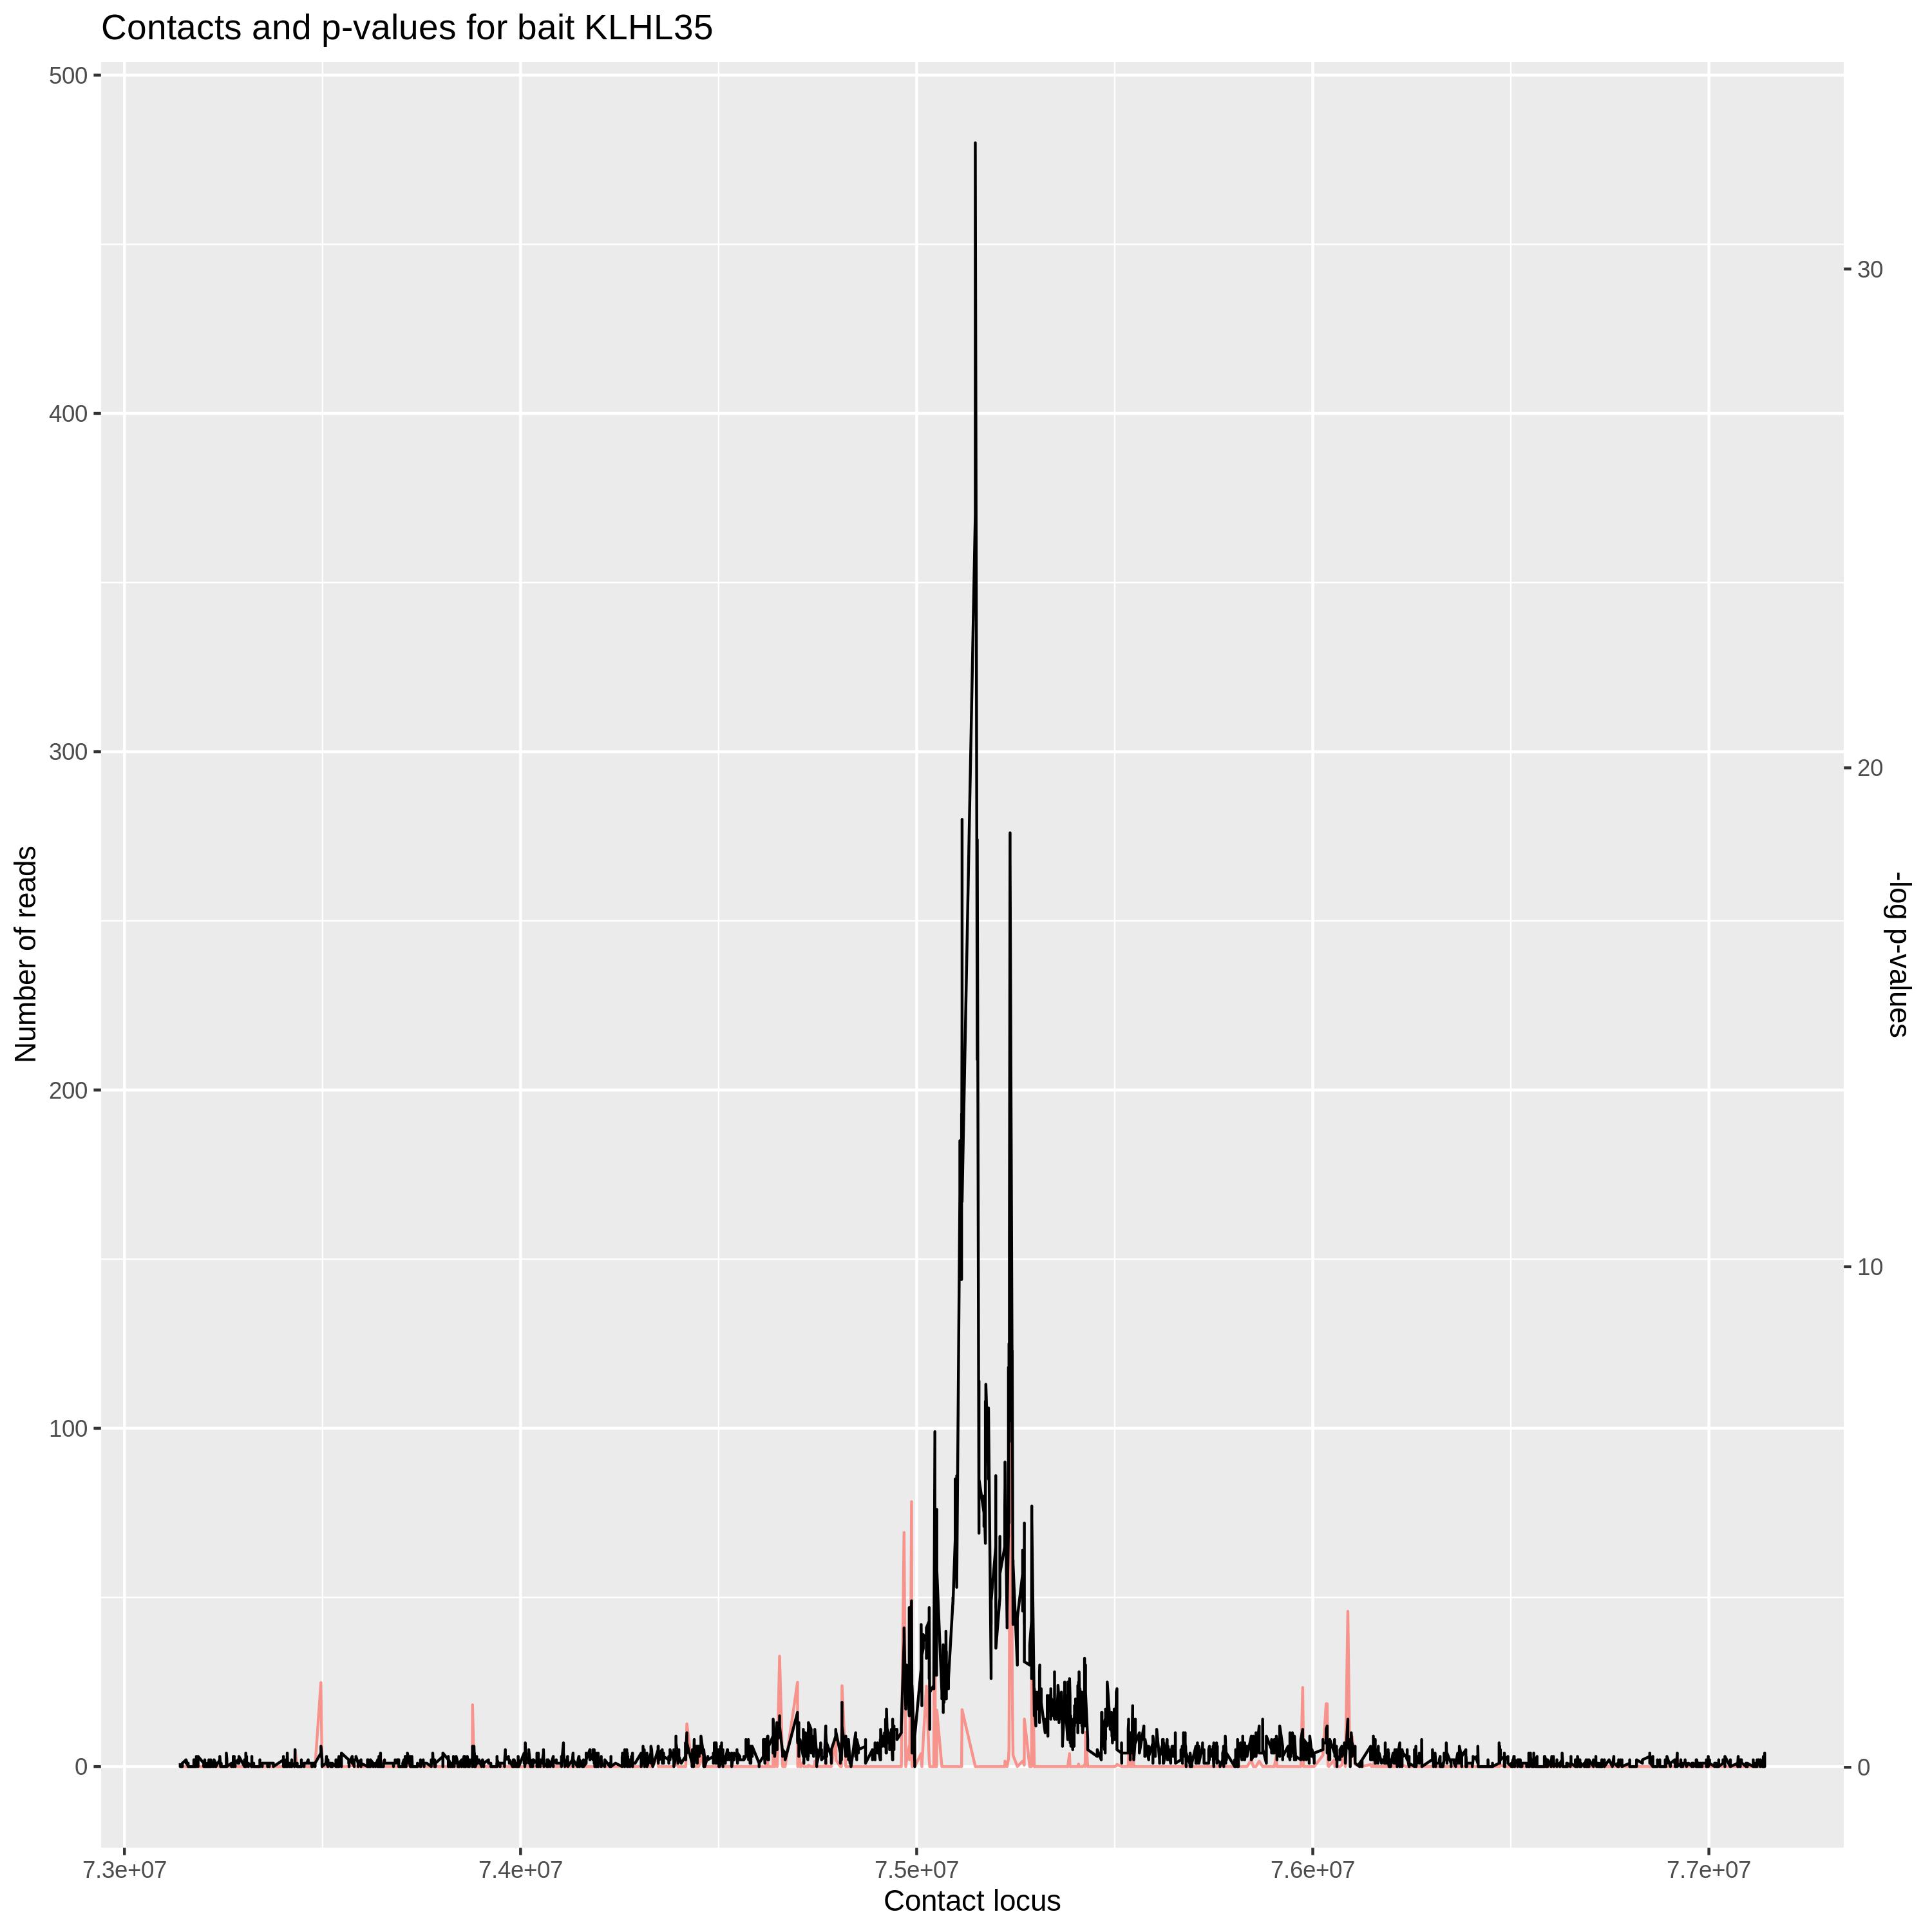 Contacts and p-values for bait KLHL35
500
400
300
200
100
0
Number of reads
30
20
10
0
-log p-values
7.3e+07 7.4e+07 7.5e+07 7.6e+07 7.7e+07
Contact locus